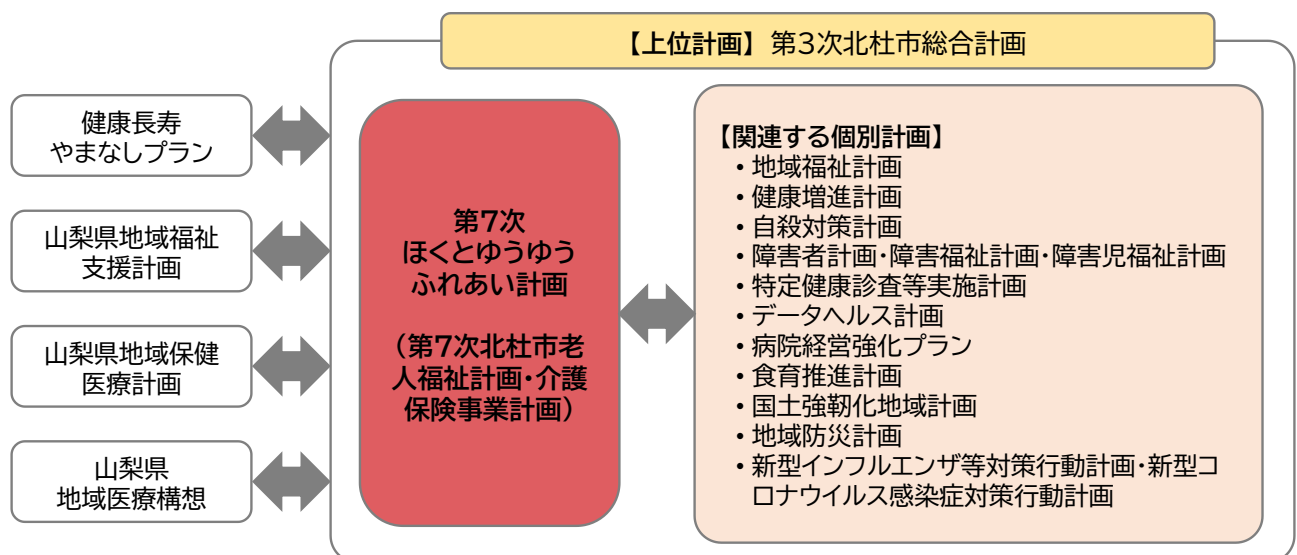 【上位計画】第3次北杜市総合計画
健康長寿
やまなしプラン
山梨県地域福祉
支援計画
山梨県地域保健
医療計画
山梨県
地域医療構想
第7次
ほくとゆうゆう
ふれあい計画
（第7次北杜市老
人福祉計画・介護
保険事業計画）
【関連する個別計画】
・地域福祉計画
・健康増進計画
・自殺対策計画
・障害者計画・障害福祉計画・障害児福祉計画
・特定健康診査等実施計画
・データヘルス計画
・病院経営強化プラン
・食育推進計画
・国土強靭化地域計画
・地域防災計画
・新型インフルエンザ等対策行動計画・新型コ
ロナウイルス感染症対策行動計画